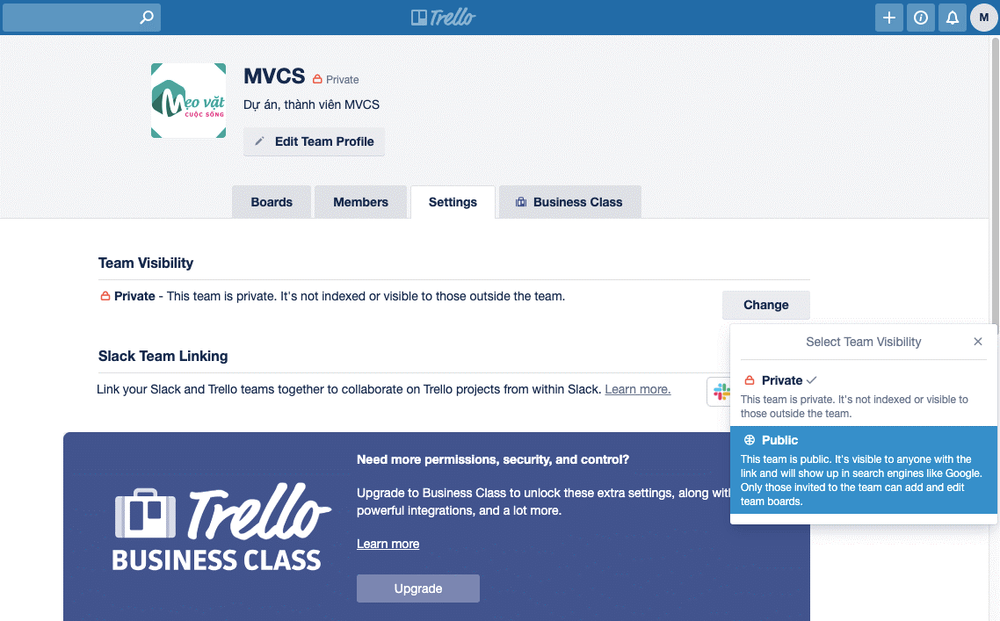 Trello
M
MVCS Private
Mẹo vặt
CUỘC SỐNG
Dự án, thành viên MVCS
Edit Team Profile
Boards Members Settings Business Class
Team Visibility
Private - This team is private. It's not indexed or visible to those outside the team.
Change
Select Team Visibility
Private
This team is private. It's not indexed or visible to
those outside the team.
Public
This team is public. It's visible to anyone with the
link and will show up in search engines like Google.
Only those invited to the team can add and edit
team boards.
Slack Team Linking
Link your Slack and Trello teams together to collaborate on Trello projects from within Slack. Learn more.
Trello
BUSINESS CLASS
Need more permissions, security, and control?
Upgrade to Business Class to unlock these extra settings, along
powerful integrations, and a lot more.
Learn more
Upgrade